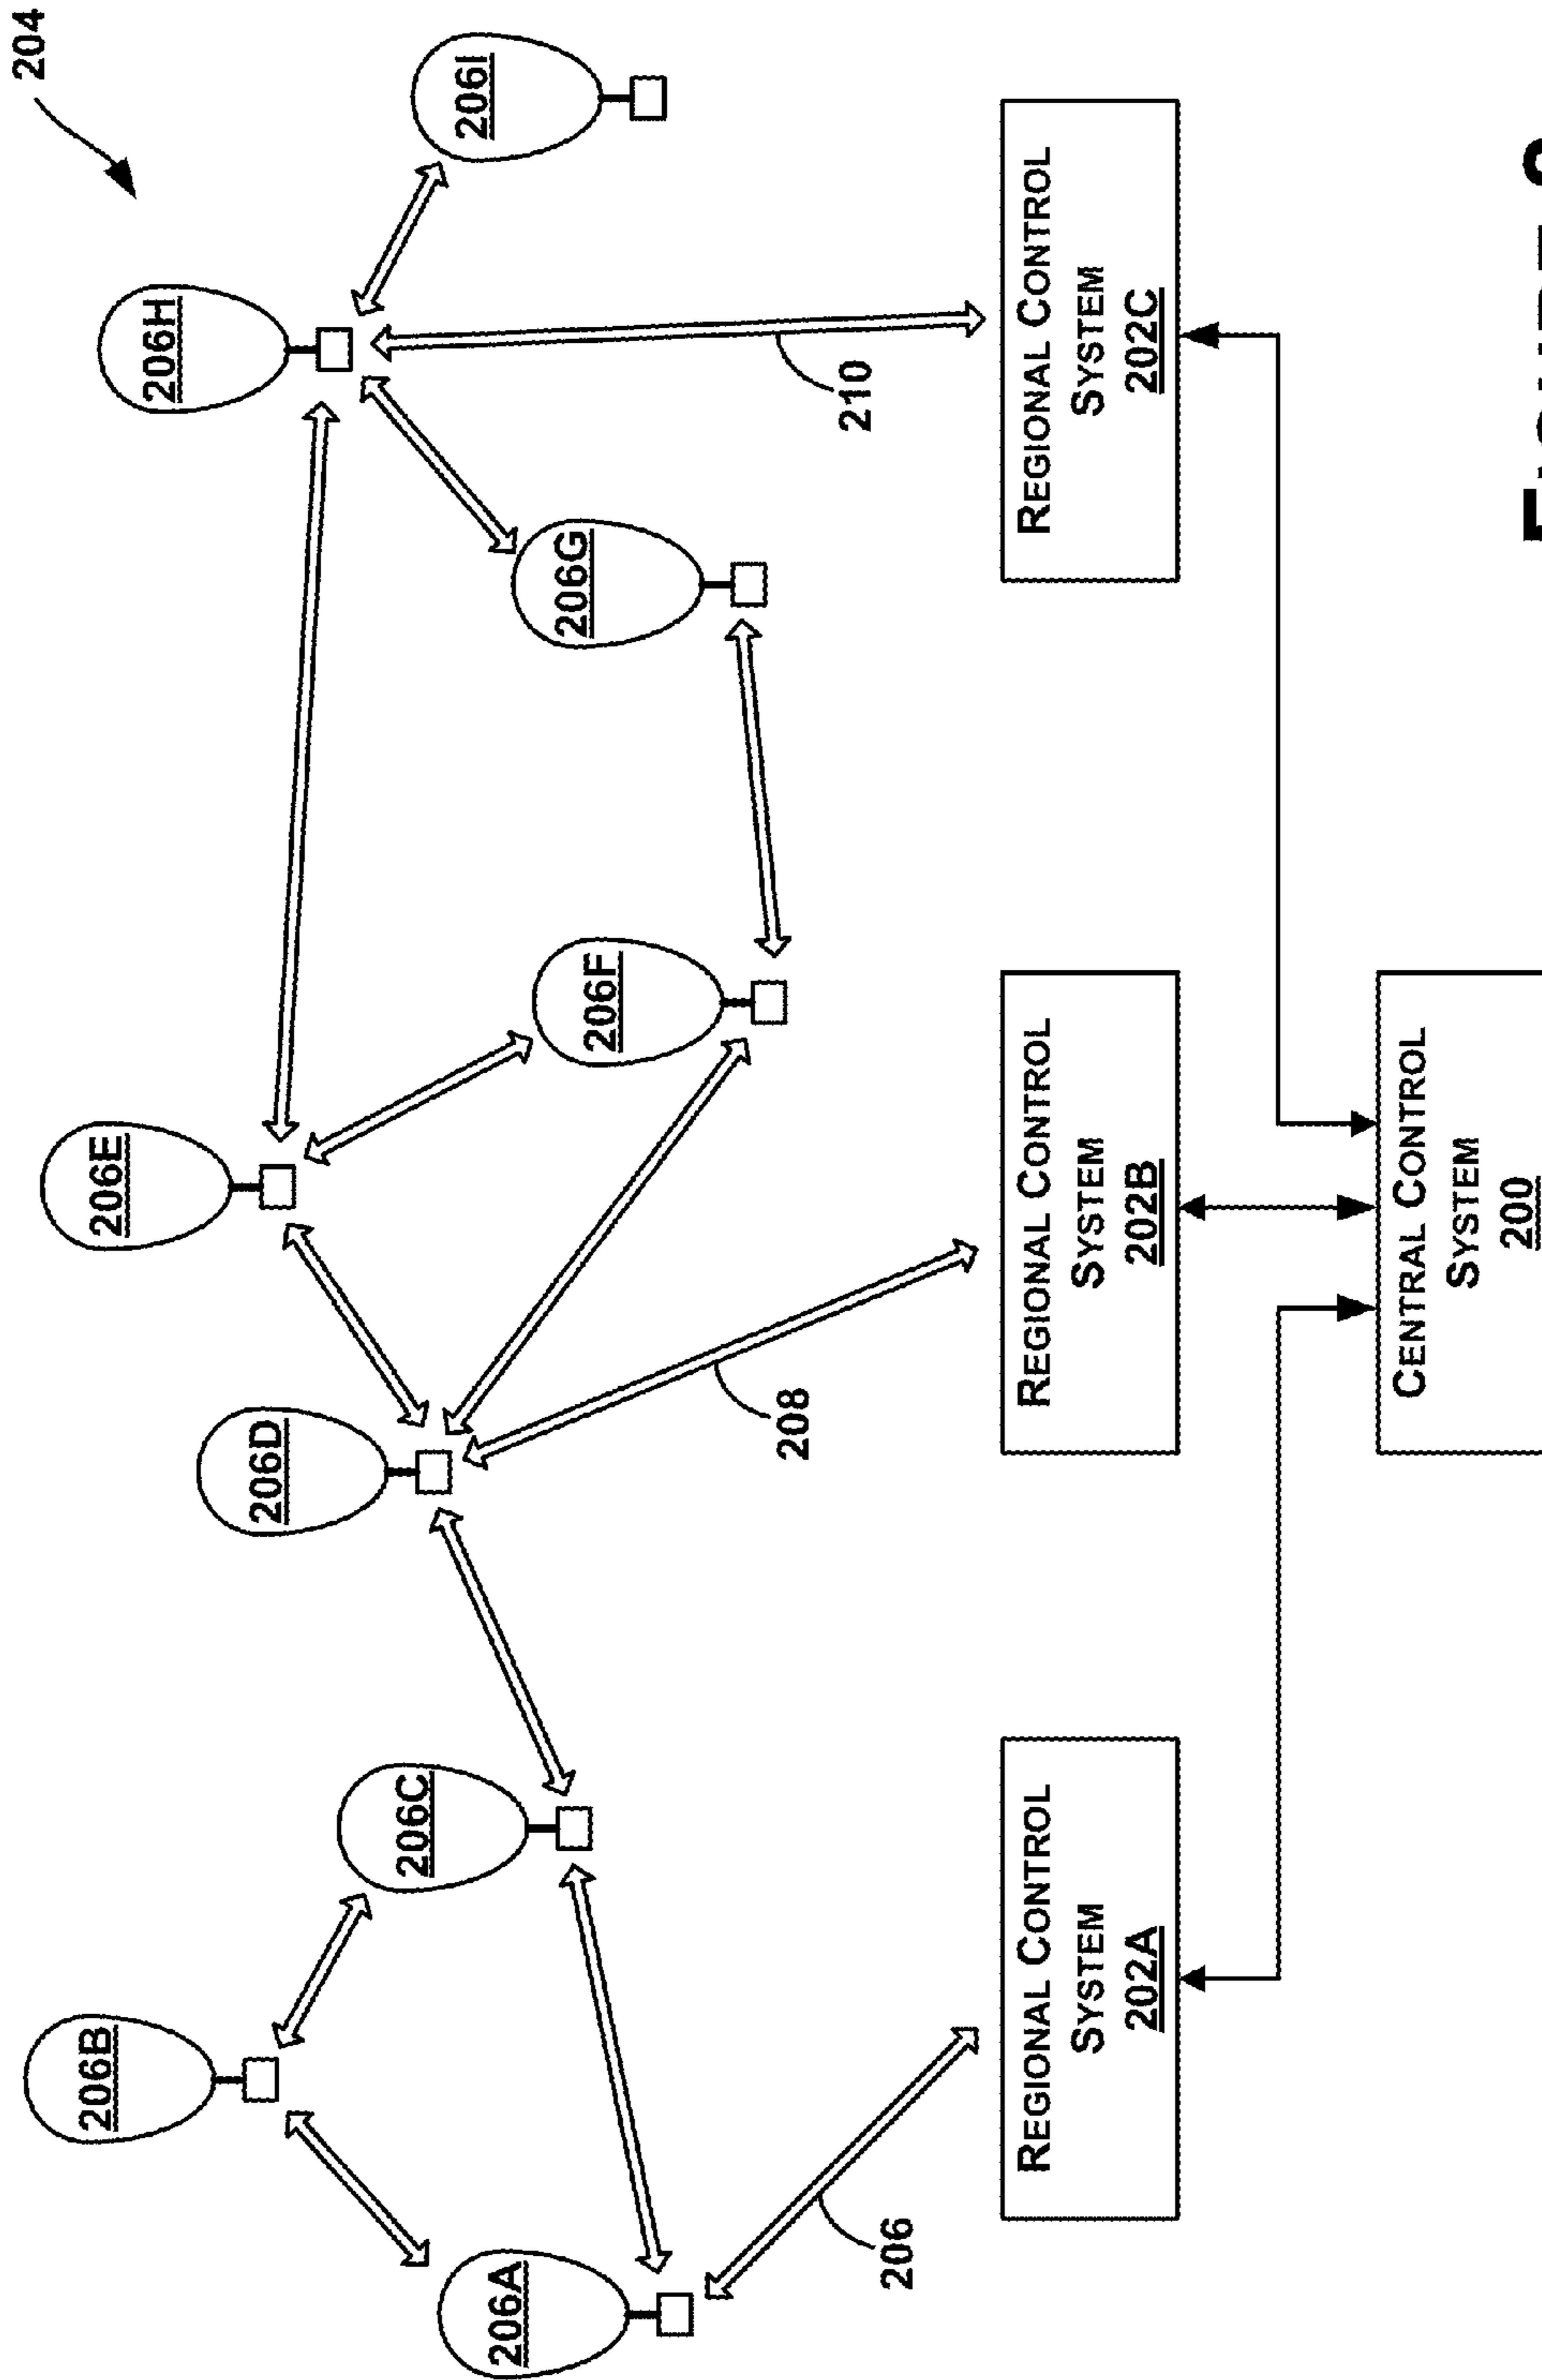 204
206B
206E
206H
206D
206I
206C
206A
206F
206G
206
208
210
REGIONAL CONTROL
SYSTEM
202A
REGIONAL CONTROL
SYSTEM
202B
REGIONAL CONTROL
SYSTEM
202C
CENTRAL CONTROL
SYSTEM
200